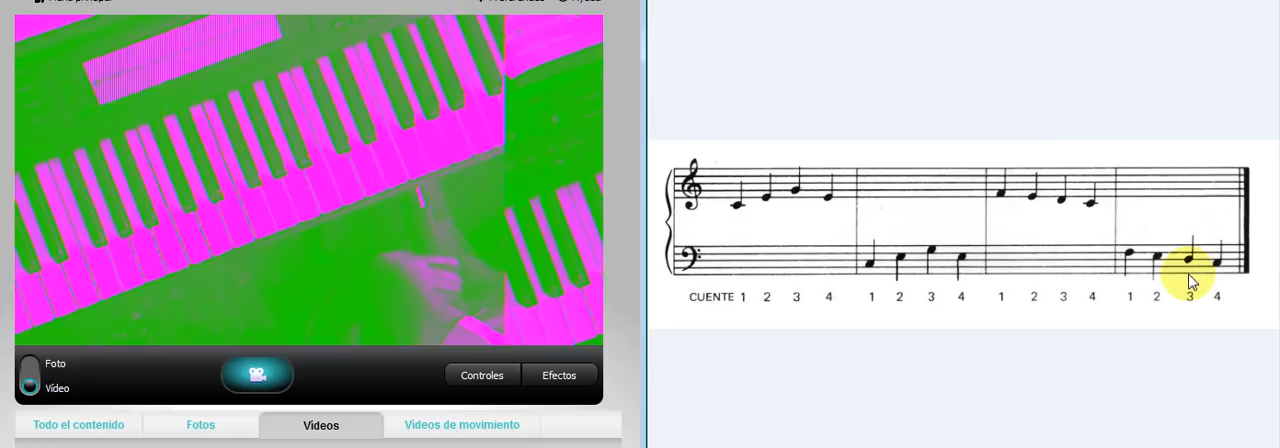 Foto
Vídeo
Controles
Efectos
Todo el contenido
Fotos
Vídeos
Vídeos de movimiento
CUENTE 1 2 3 4 1 2 3 4 1 2 3 4 1 2 3 4